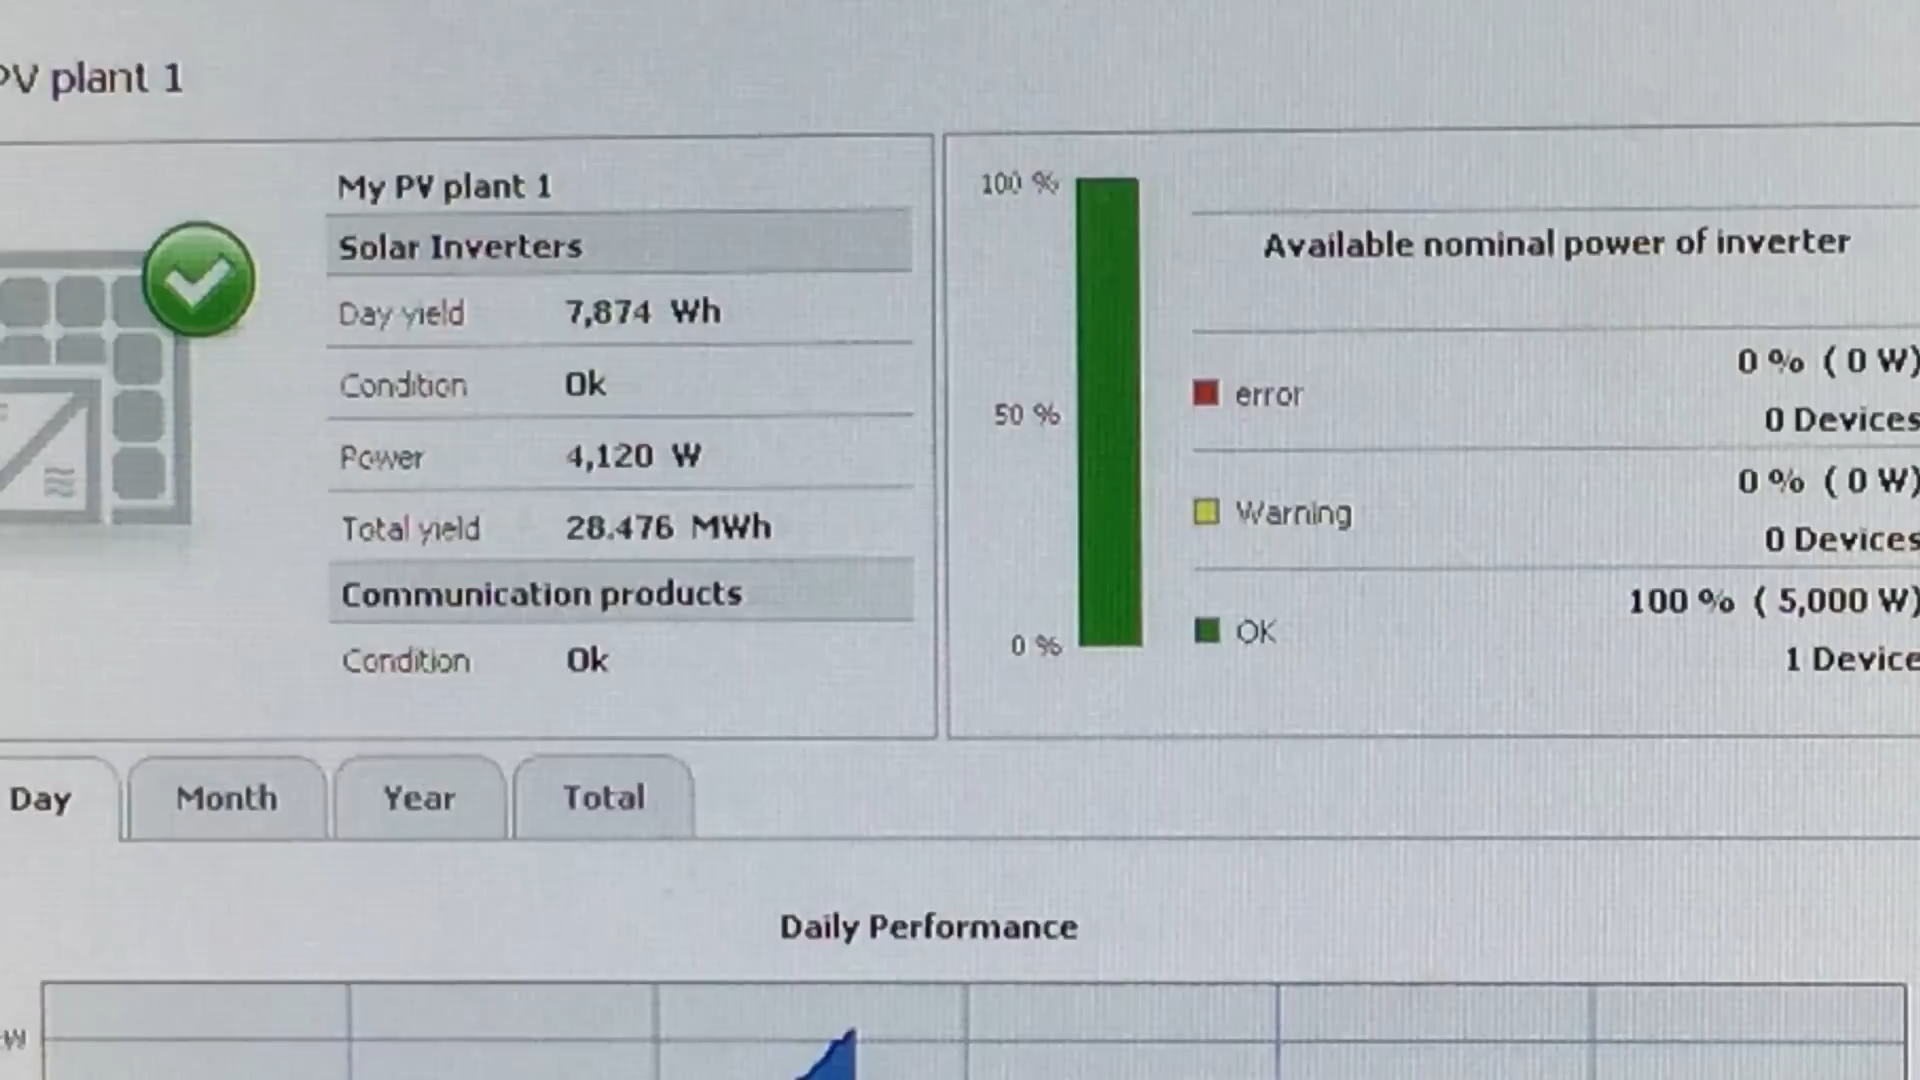 PV plant 1
My PV plant 1
Solar Inverters
Day yield 7,874 Wh
Condition Ok
Power 4,120 W
Total yield 28.476 MWh
Communication products
Condition Ok
100 %
50 %
0 %
Available nominal power of inverter
error 0 % ( 0 W)
0 Devices
Warning 0 % ( 0 W)
0 Devices
OK 100 % ( 5,000 W)
1 Device
Day Month Year Total
Daily Performance
W